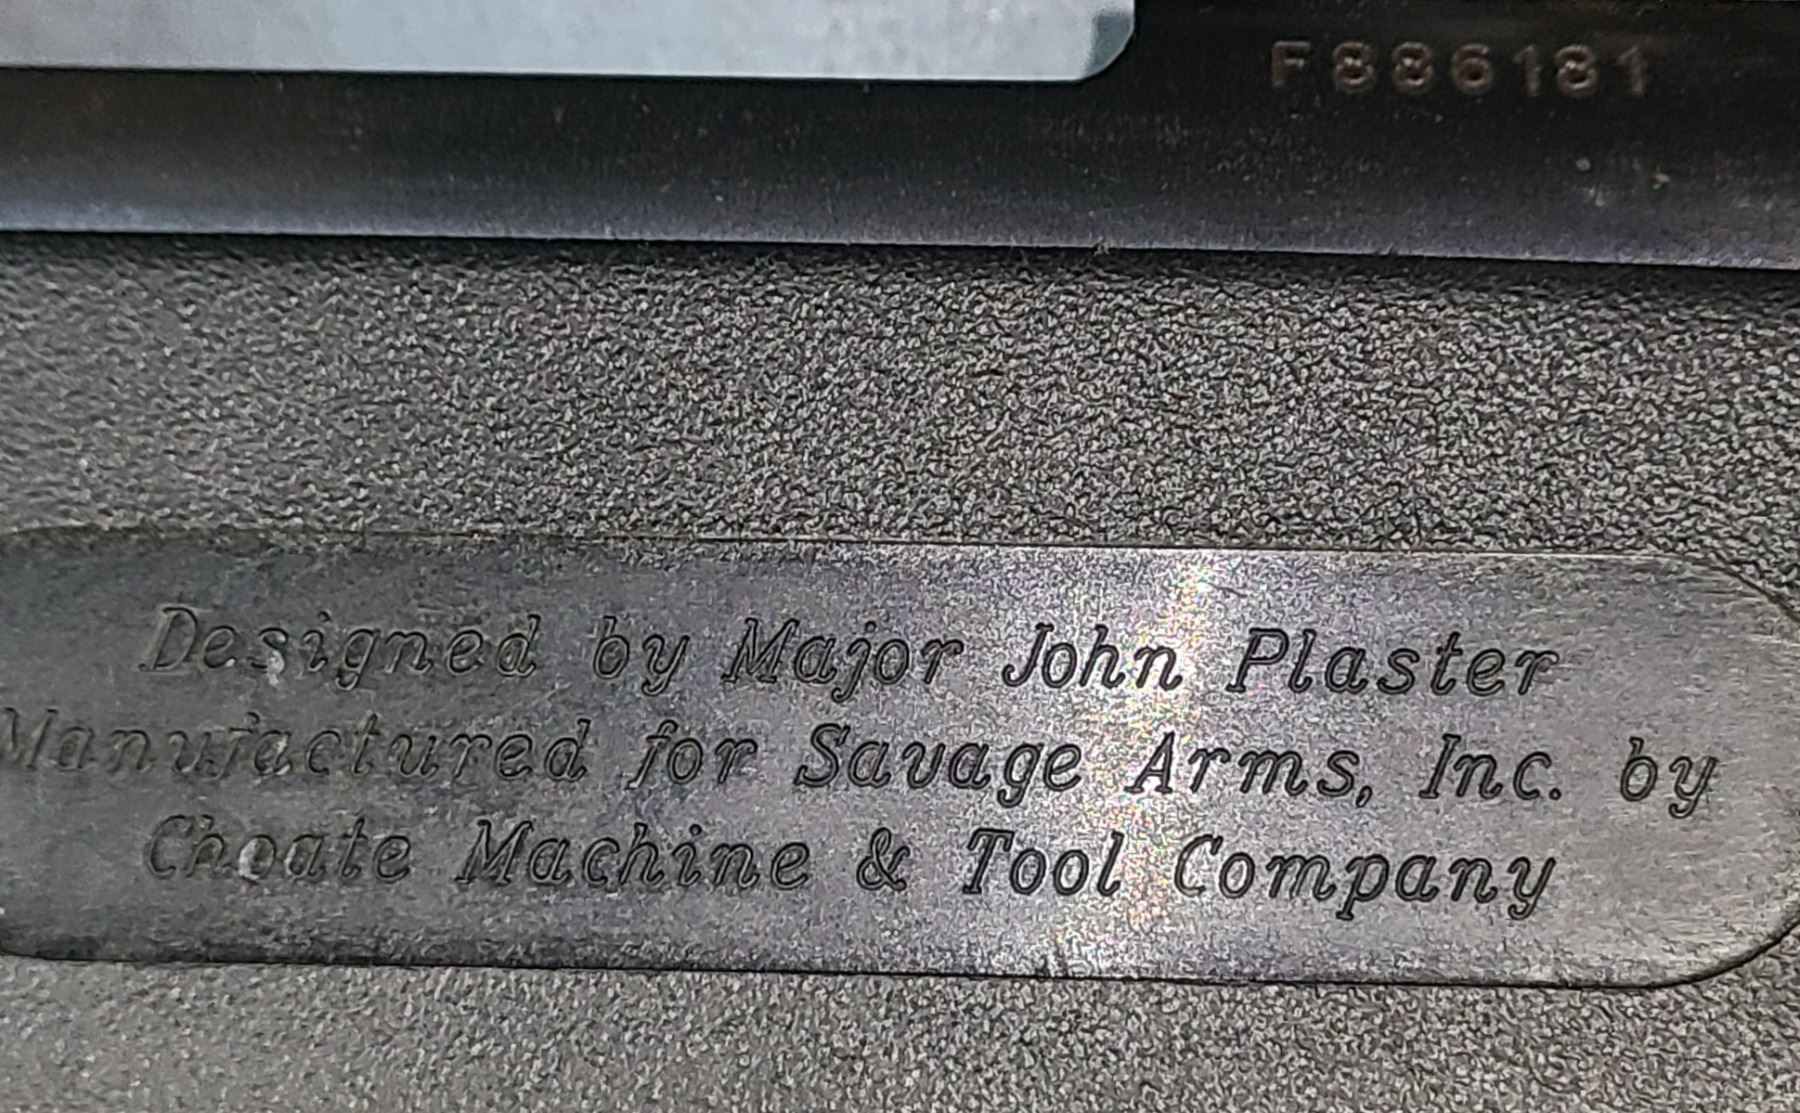 F886181
Designed by Major John Plaster
Manufactured for Savage Arms, Inc. by
Choate Machine & Tool Company